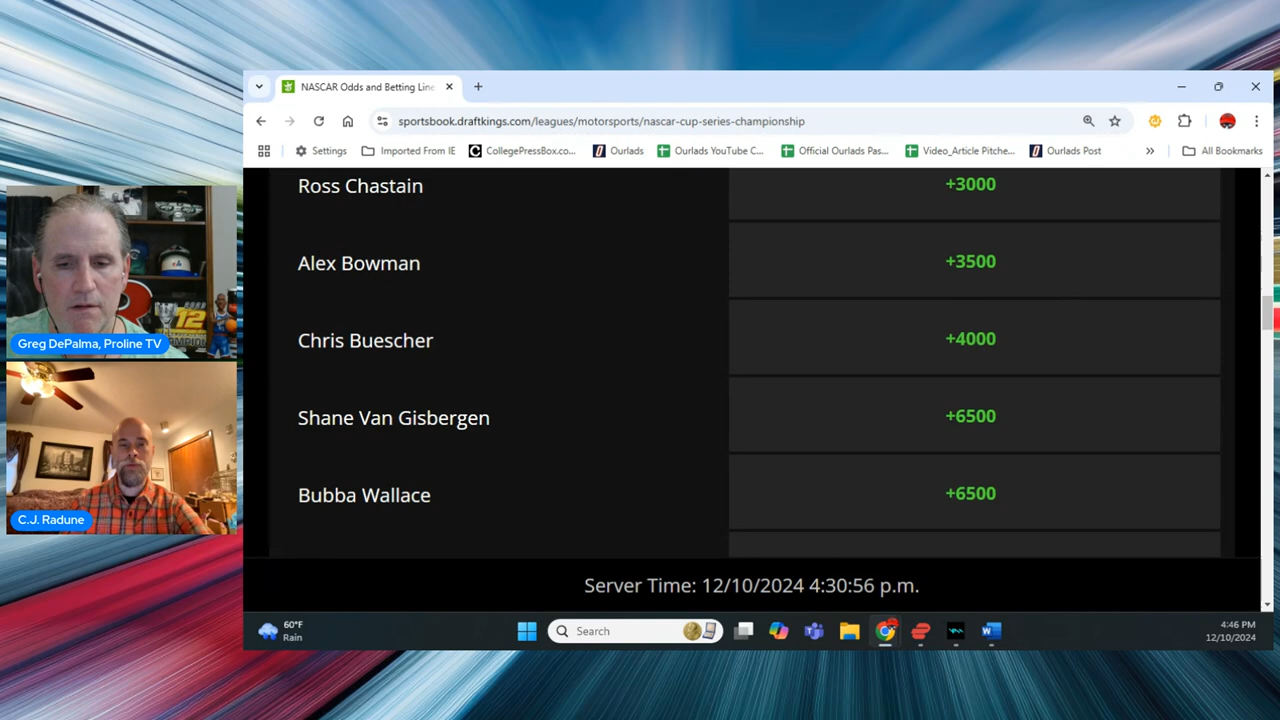 NASCAR Odds and Betting Line
sportsbook.draftkings.com/leagues/motorsports/nascar-cup-series-championship
Settings
Imported From IE
CollegePressBox.co...
Ourlads
Ourlads YouTube C...
Official Ourlads Pas...
Video_Article Pitche...
Ourlads Post
All Bookmarks
Ross Chastain +3000
Alex Bowman +3500
Chris Buescher +4000
Shane Van Gisbergen +6500
Bubba Wallace +6500
Server Time: 12/10/2024 4:30:56 p.m.
12
Greg DePalma, Proline TV
C.J. Radune
60°F
Rain
Search
4:46 PM
12/10/2024